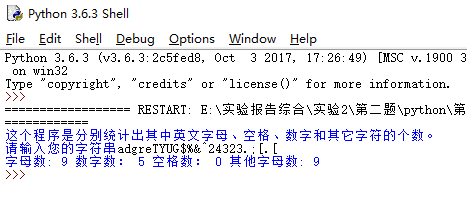 Python 3.6.3 Shell
File Edit Shell Debug Options Window Help
Python 3.6.3 (v3.6.3:2c5fed8, Oct 3 2017, 17:26:49) [MSC v.1900 3
on win32
Type "copyright", "credits" or "license()" for more information.
>>>
================= RESTART: E:\实验报告综合\实验2\第二题\python\第
============
这个程序是分别统计出其中英文字母、空格、数字和其它字符的个数。
请输入您的字符串adgreTYUG$%&^24323.;[.[
字母数: 9 数字数: 5 空格数: 0 其他字母数: 9
>>>